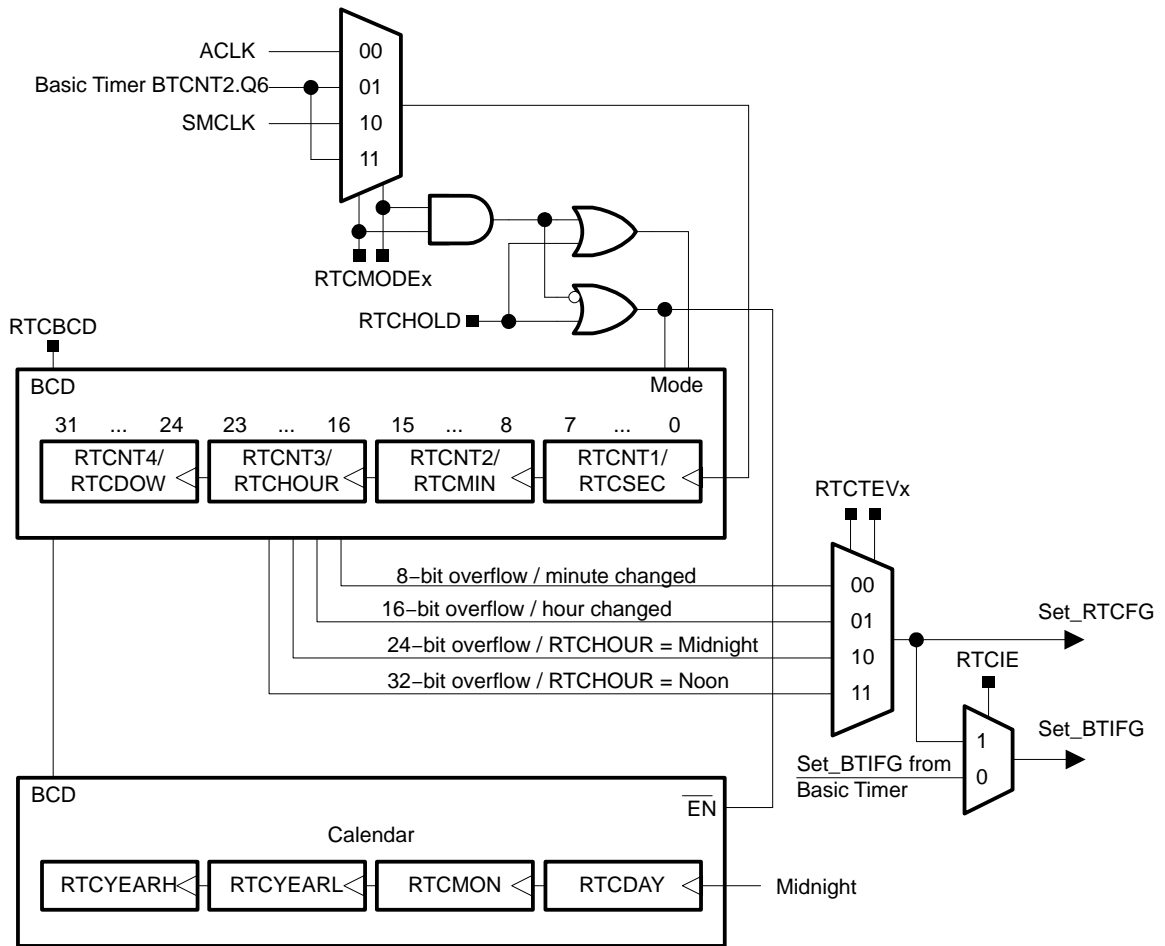 ACLK
00
Basic Timer BTCNT2.Q6
01
SMCLK
10
11
RTCMODEx
RTCHOLD
RTCBCD
BCD
Mode
31 ... 24 23 ... 16 15 ... 8 7 ... 0
RTCNT4/
RTCDOW
RTCNT3/
RTCHOUR
RTCNT2/
RTCMIN
RTCNT1/
RTCSEC
RTCTEVx
8−bit overflow / minute changed
00
16−bit overflow / hour changed
01
Set_RTCFG
24−bit overflow / RTCHOUR = Midnight
10
RTCIE
32−bit overflow / RTCHOUR = Noon
11
Set_BTIFG
1
Set_BTIFG from
0
Basic Timer
BCD
EN
Calendar
RTCYEARH
RTCYEARL
RTCMON
RTCDAY
Midnight